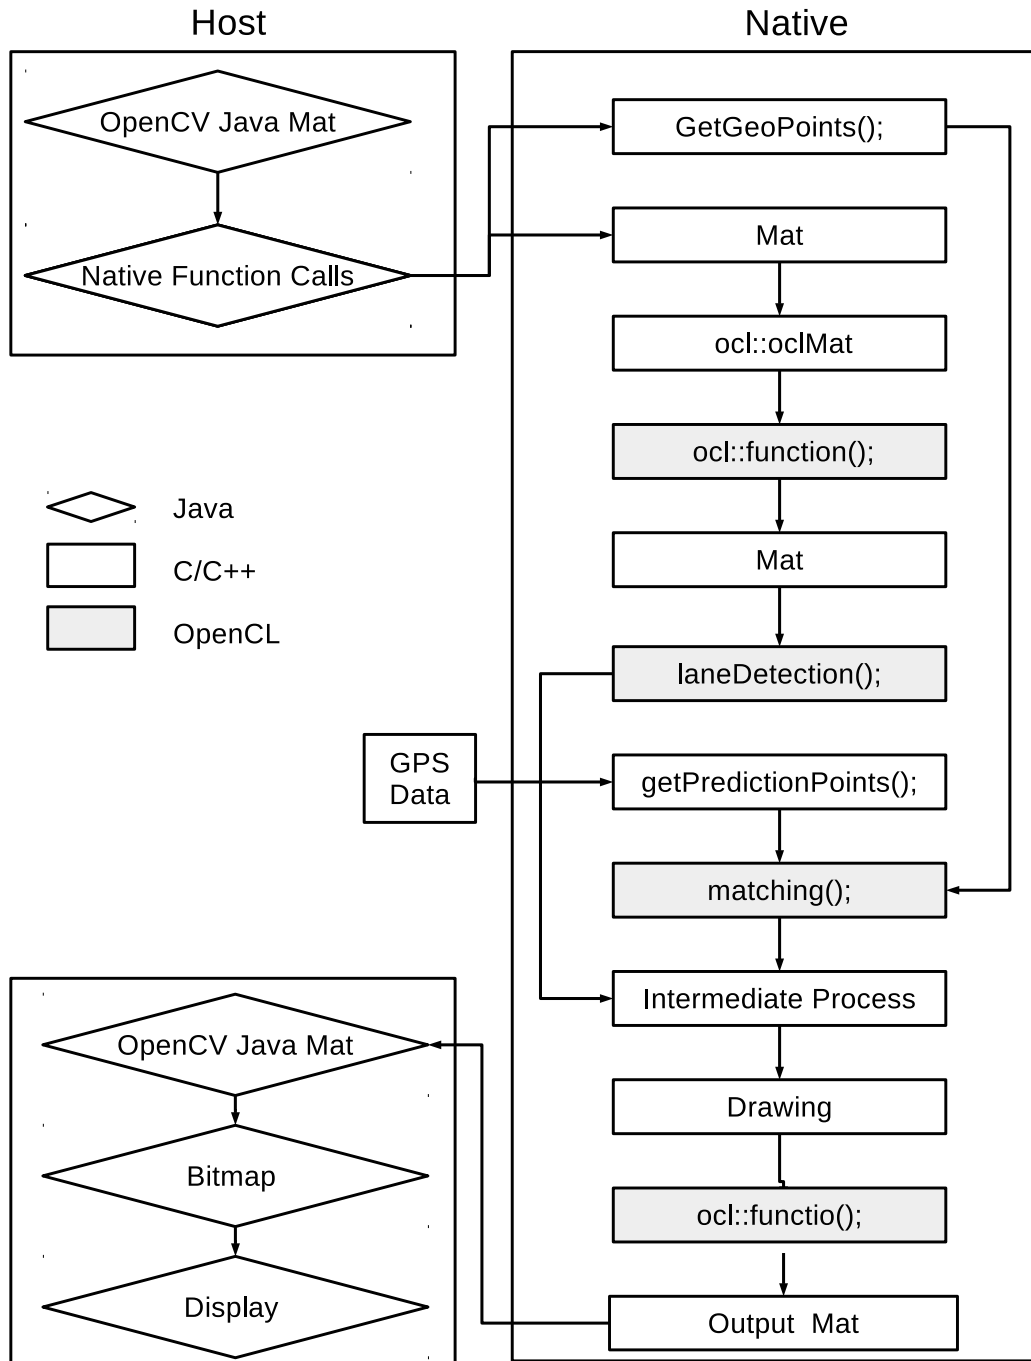 Host
Native
OpenCV Java Mat
Native Function Calls
GetGeoPoints();
Mat
ocl::oclMat
ocl::function();
Mat
laneDetection();
Java
C/C++
OpenCL
GPS
Data
getPredictionPoints();
matching();
Intermediate Process
Drawing
ocl::functio();
Output Mat
OpenCV Java Mat
Bitmap
Display